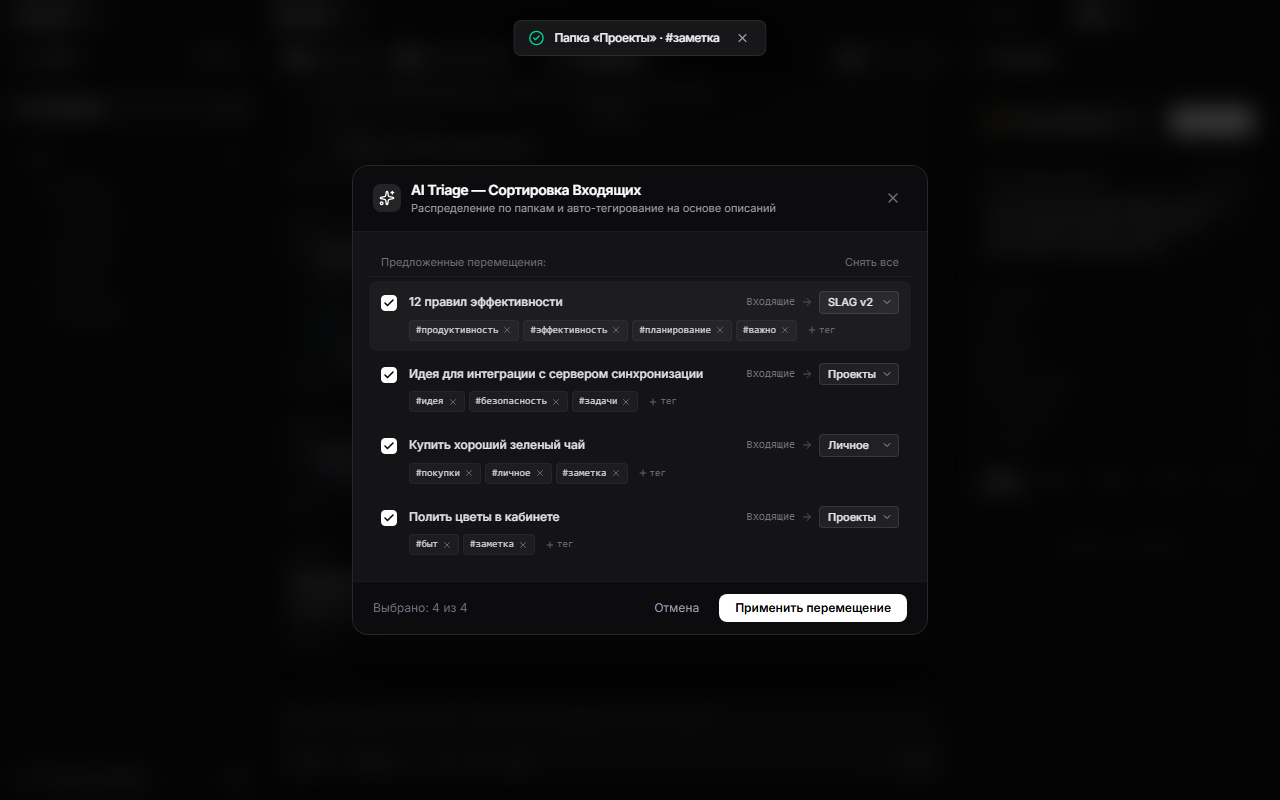 Папка «Проекты» · #заметка
AI Triage — Сортировка Входящих
Распределение по папкам и авто-тегирование на основе описаний
Предложенные перемещения: Снять все
12 правил эффективности Входящие → SLAG v2
#продуктивность × #эффективность × #планирование × #важно × + тег
Идея для интеграции с сервером синхронизации Входящие → Проекты
#идея × #безопасность × #задачи × + тег
Купить хороший зеленый чай Входящие → Личное
#покупки × #личное × #заметка × + тег
Полить цветы в кабинете Входящие → Проекты
#быт × #заметка × + тег
Выбрано: 4 из 4 Отмена Применить перемещение